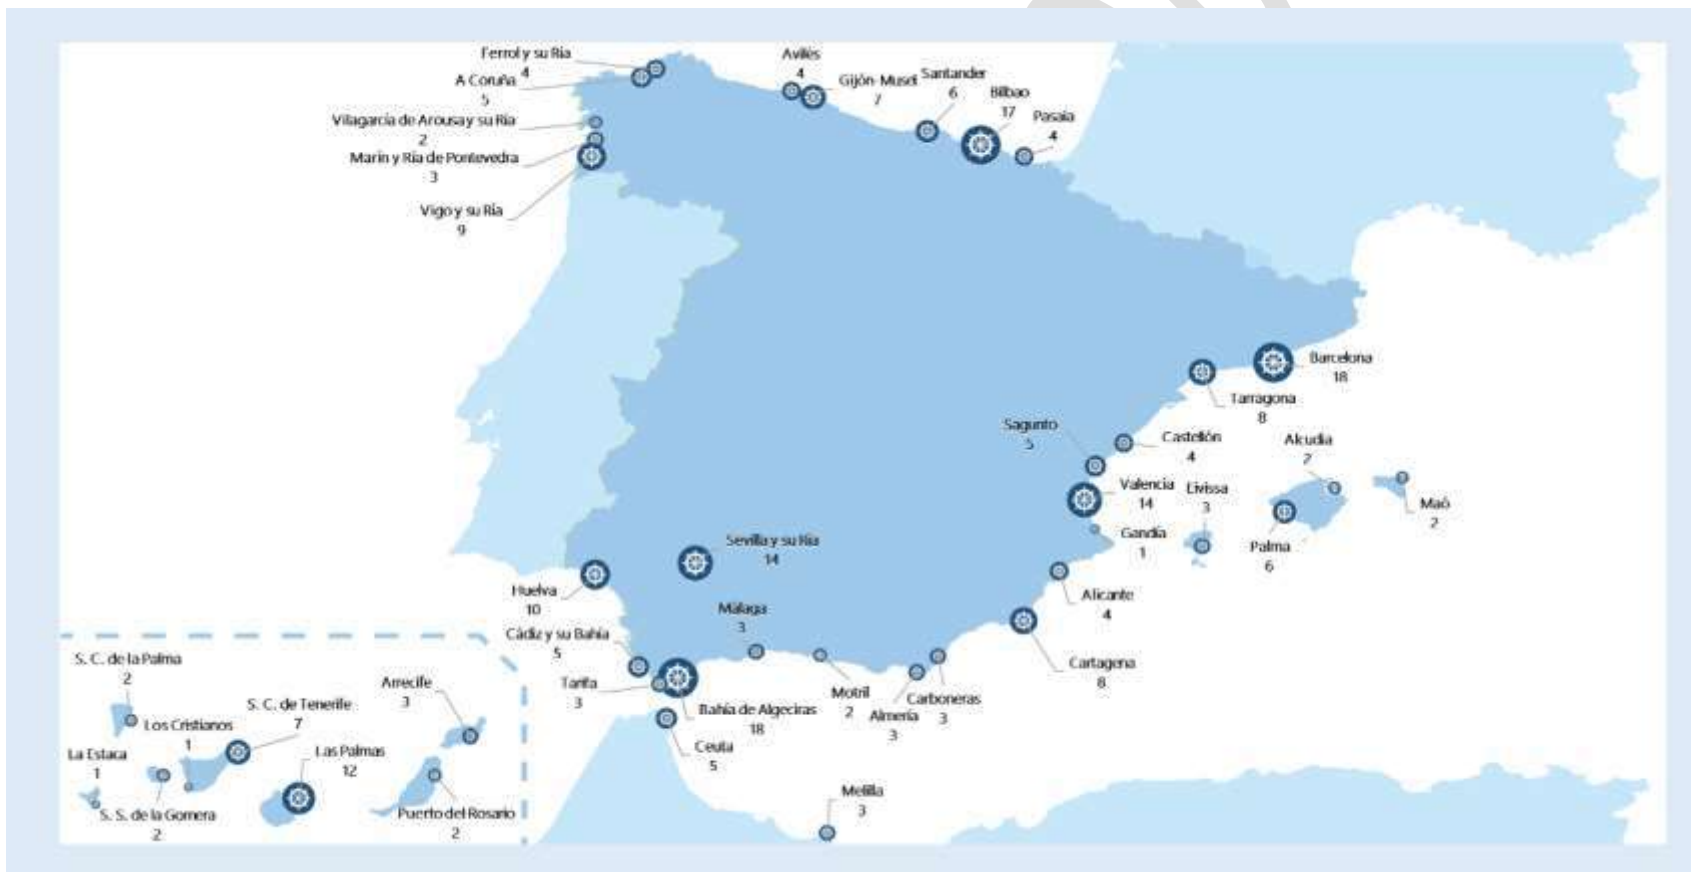 Ferrol y su Ría
4
A Coruña
5
Vilagarcía de Arousa y su Ría
2
Marín y Ría de Pontevedra
3
Vigo y su Ría
9
Avilés
4
Gijón-Musel
7
Santander
6
Bilbao
17
Pasaia
4
Barcelona
18
Tarragona
8
Castellón
4
Sagunto
5
Valencia
14
Gandía
1
Livissa
3
Alcudia
2
Maó
2
Palma
6
Alicante
4
Cartagena
8
Sevilla y su Ría
14
Huelva
10
Cádiz y su Bahía
5
Tarifa
3
Bahía de Algeciras
18
Ceuta
5
Málaga
3
Motril
2
Almería
3
Carboneras
3
Melilla
3
S. C. de la Palma
2
Los Cristianos
1
S. C. de Tenerife
7
La Estaca
1
S. S. de la Gomera
2
Las Palmas
12
Arrecife
3
Puerto del Rosario
2